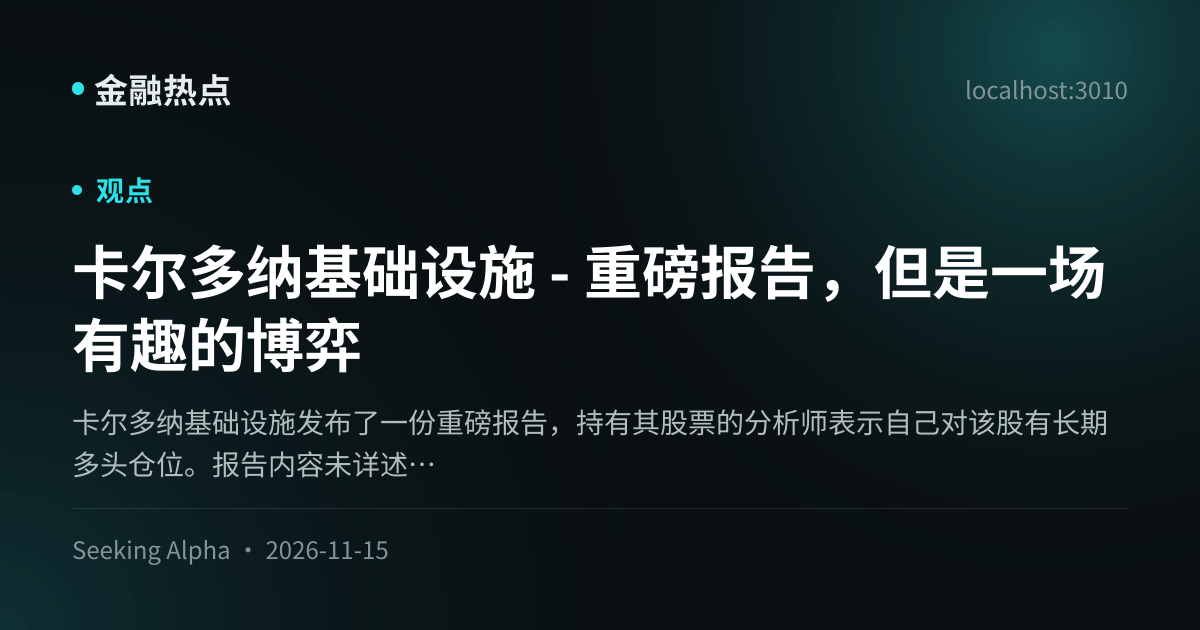 金融热点
localhost:3010
观点
卡尔多纳基础设施 - 重磅报告，但是一场
有趣的博弈
卡尔多纳基础设施发布了一份重磅报告，持有其股票的分析师表示自己对该股有长期
多头仓位。报告内容未详述…
Seeking Alpha • 2026-11-15